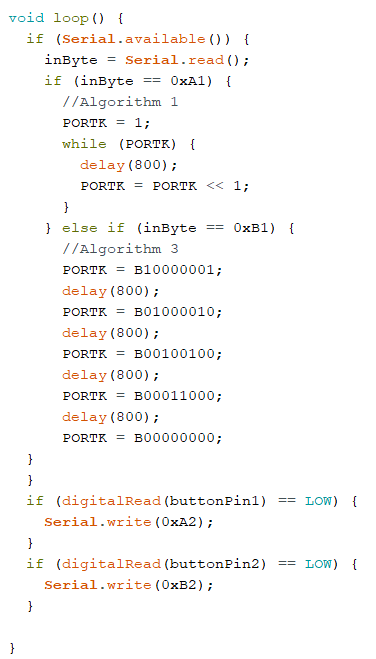 void loop() {
  if (Serial.available()) {
    inByte = Serial.read();
    if (inByte == 0xA1) {
      //Algorithm 1
      PORTK = 1;
      while (PORTK) {
        delay(800);
        PORTK = PORTK << 1;
      }
    } else if (inByte == 0xB1) {
      //Algorithm 3
      PORTK = B10000001;
      delay(800);
      PORTK = B01000010;
      delay(800);
      PORTK = B00100100;
      delay(800);
      PORTK = B00011000;
      delay(800);
      PORTK = B00000000;
  }
  }
  if (digitalRead(buttonPin1) == LOW) {
    Serial.write(0xA2);
  }
  if (digitalRead(buttonPin2) == LOW) {
    Serial.write(0xB2);
  }

}